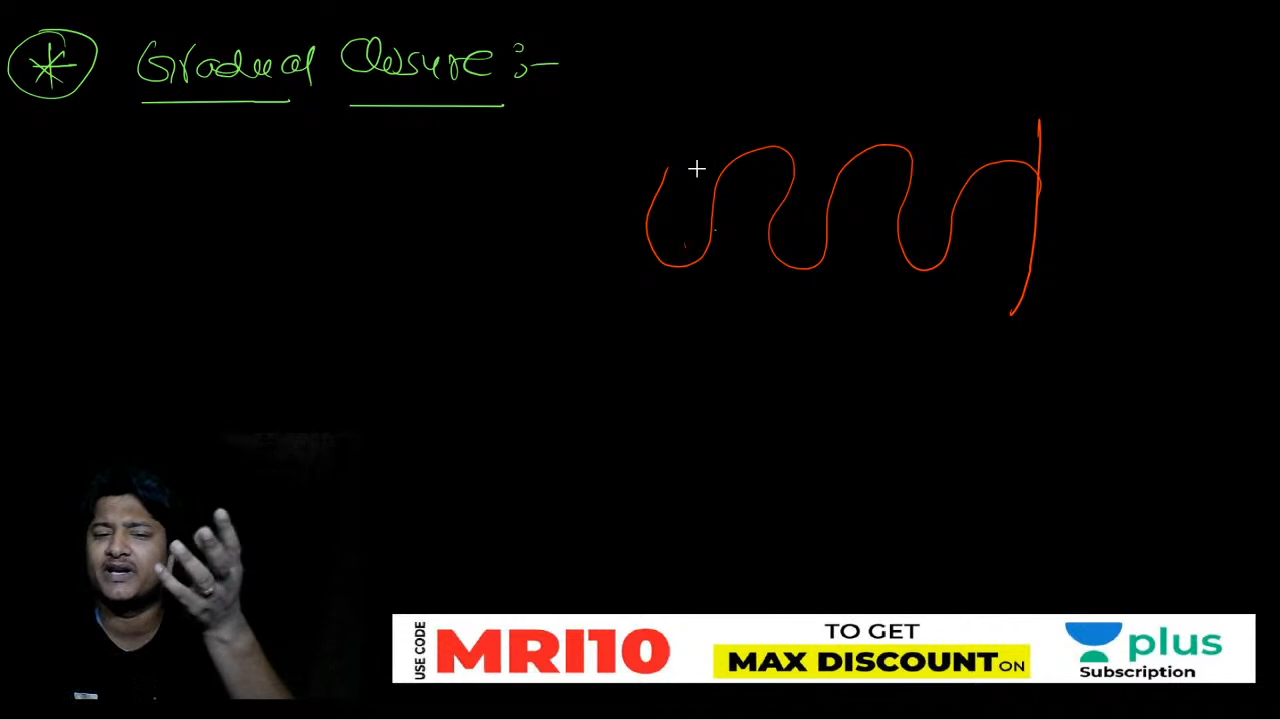 * Gradual Closure :-
USE CODE
MRI10
TO GET
MAX DISCOUNT ON
plus
Subscription